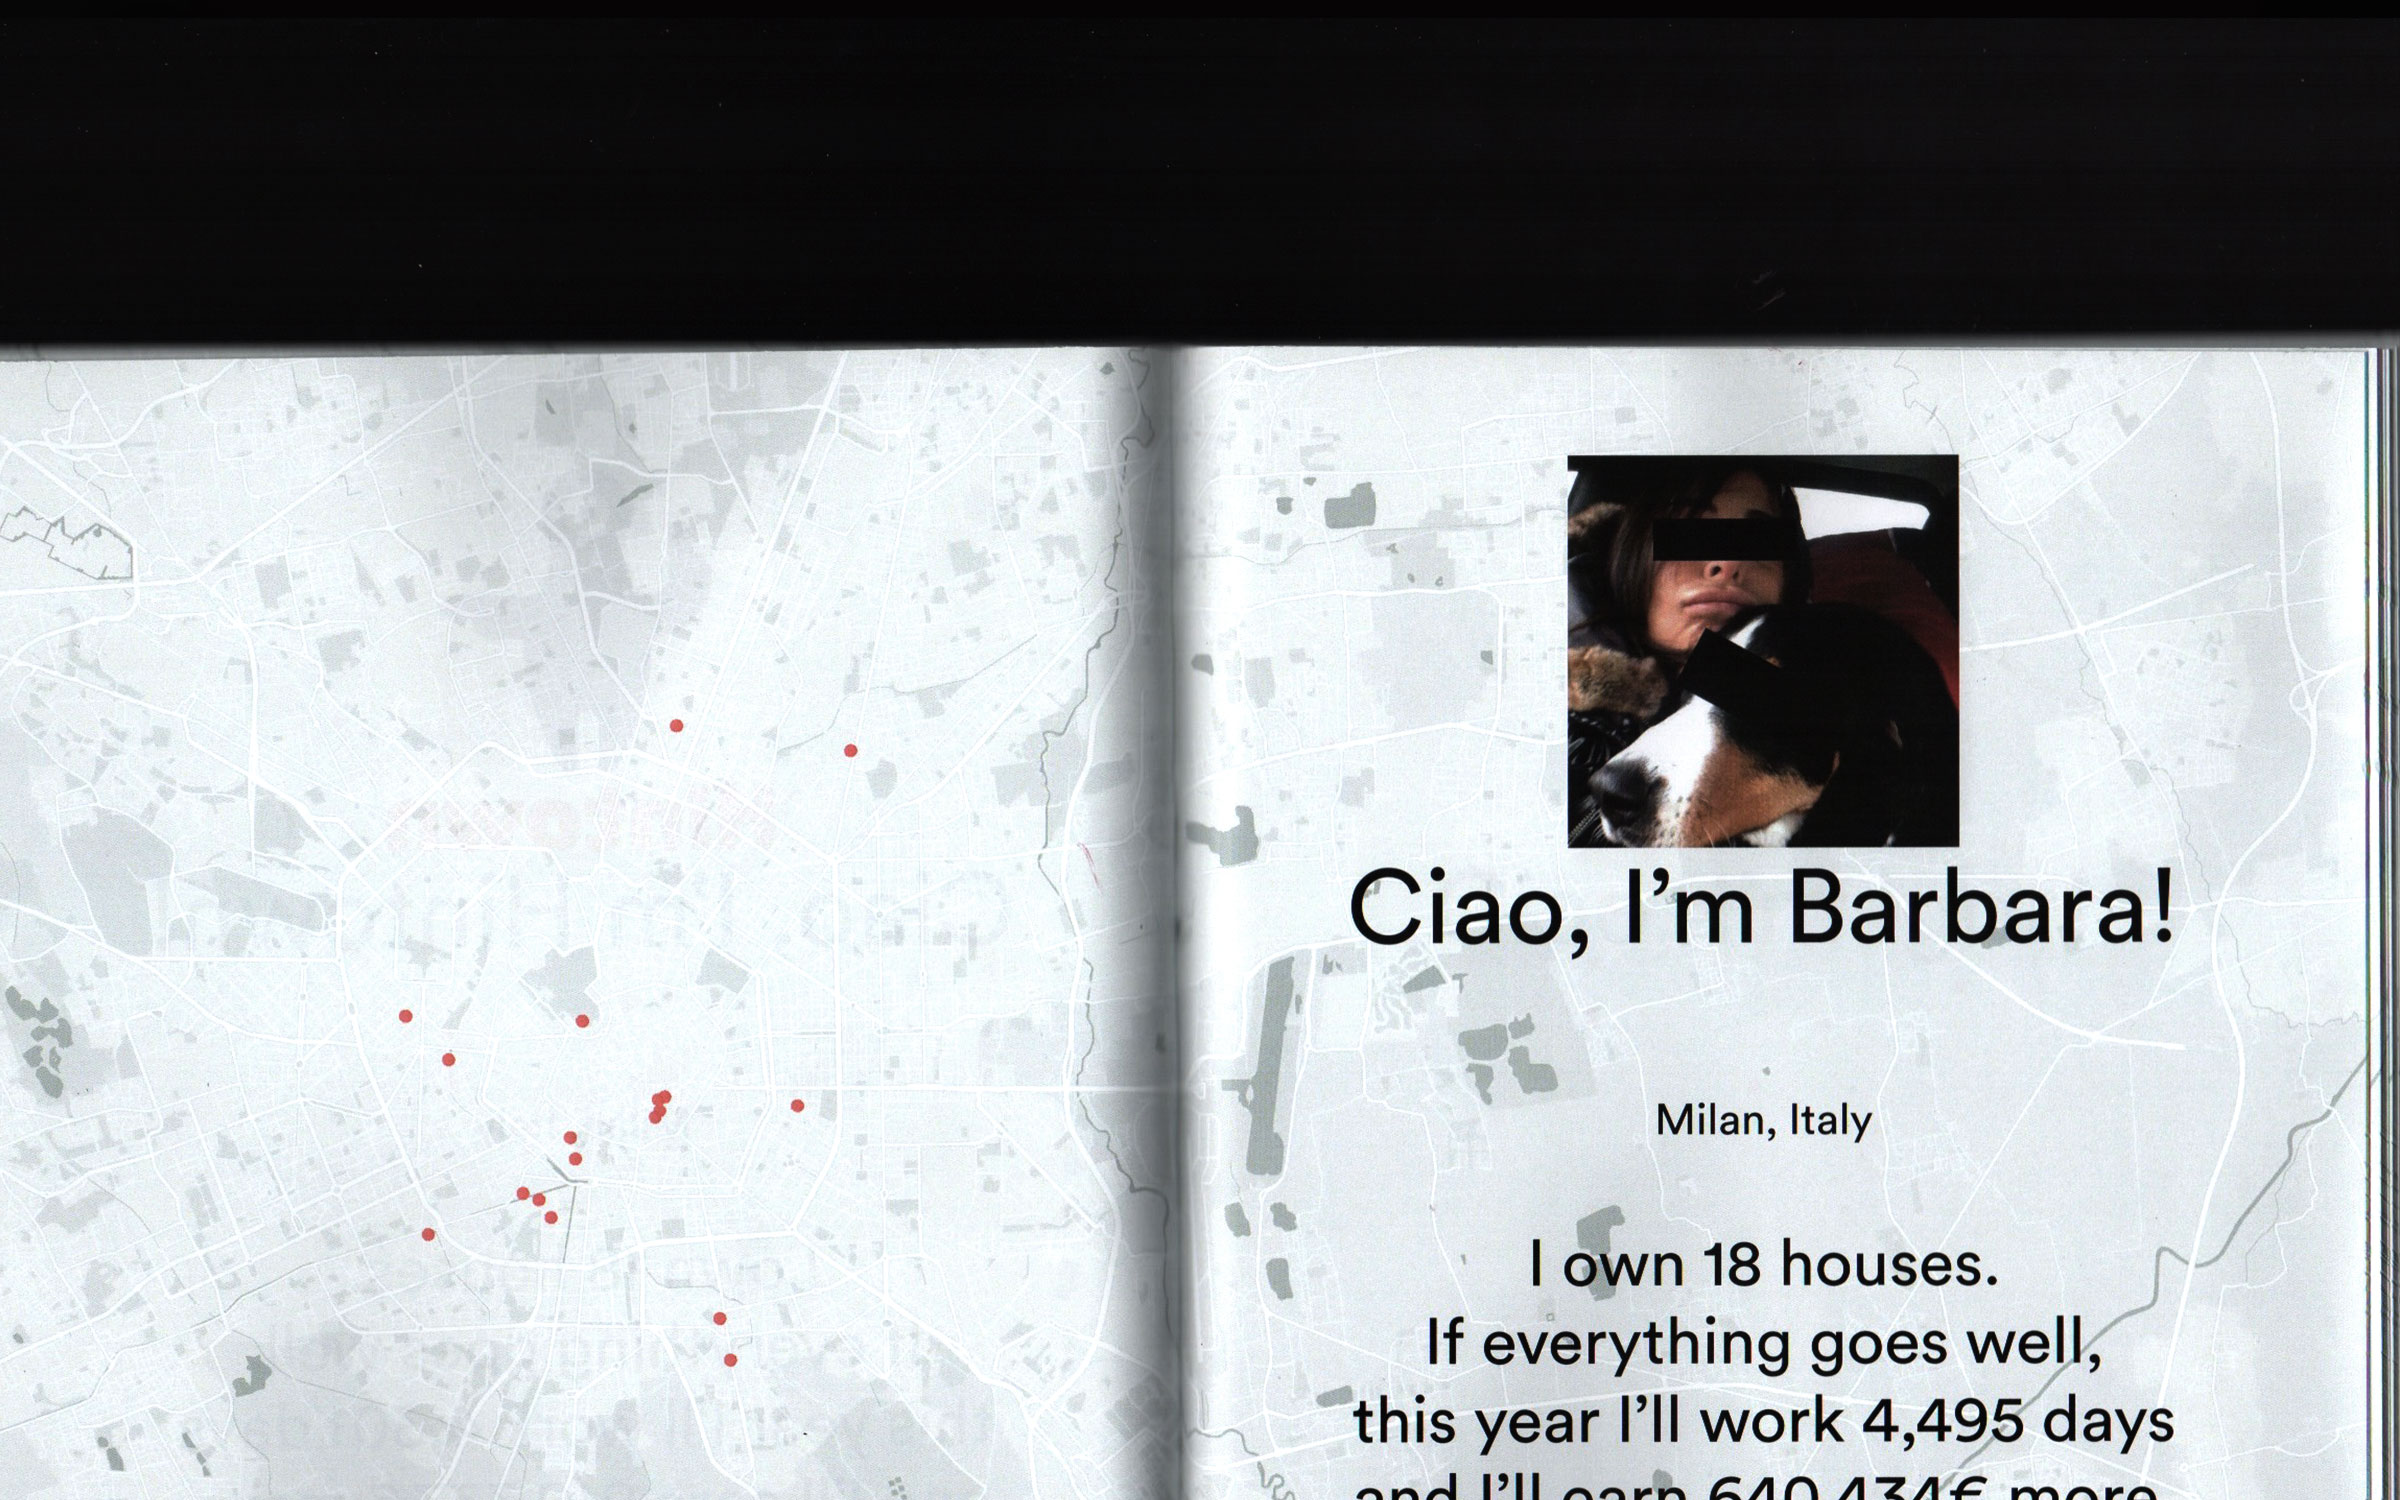 Ciao, I’m Barbara!
Milan, Italy
I own 18 houses.
If everything goes well,
this year I’ll work 4,495 days
and I’ll earn 640,434€ more